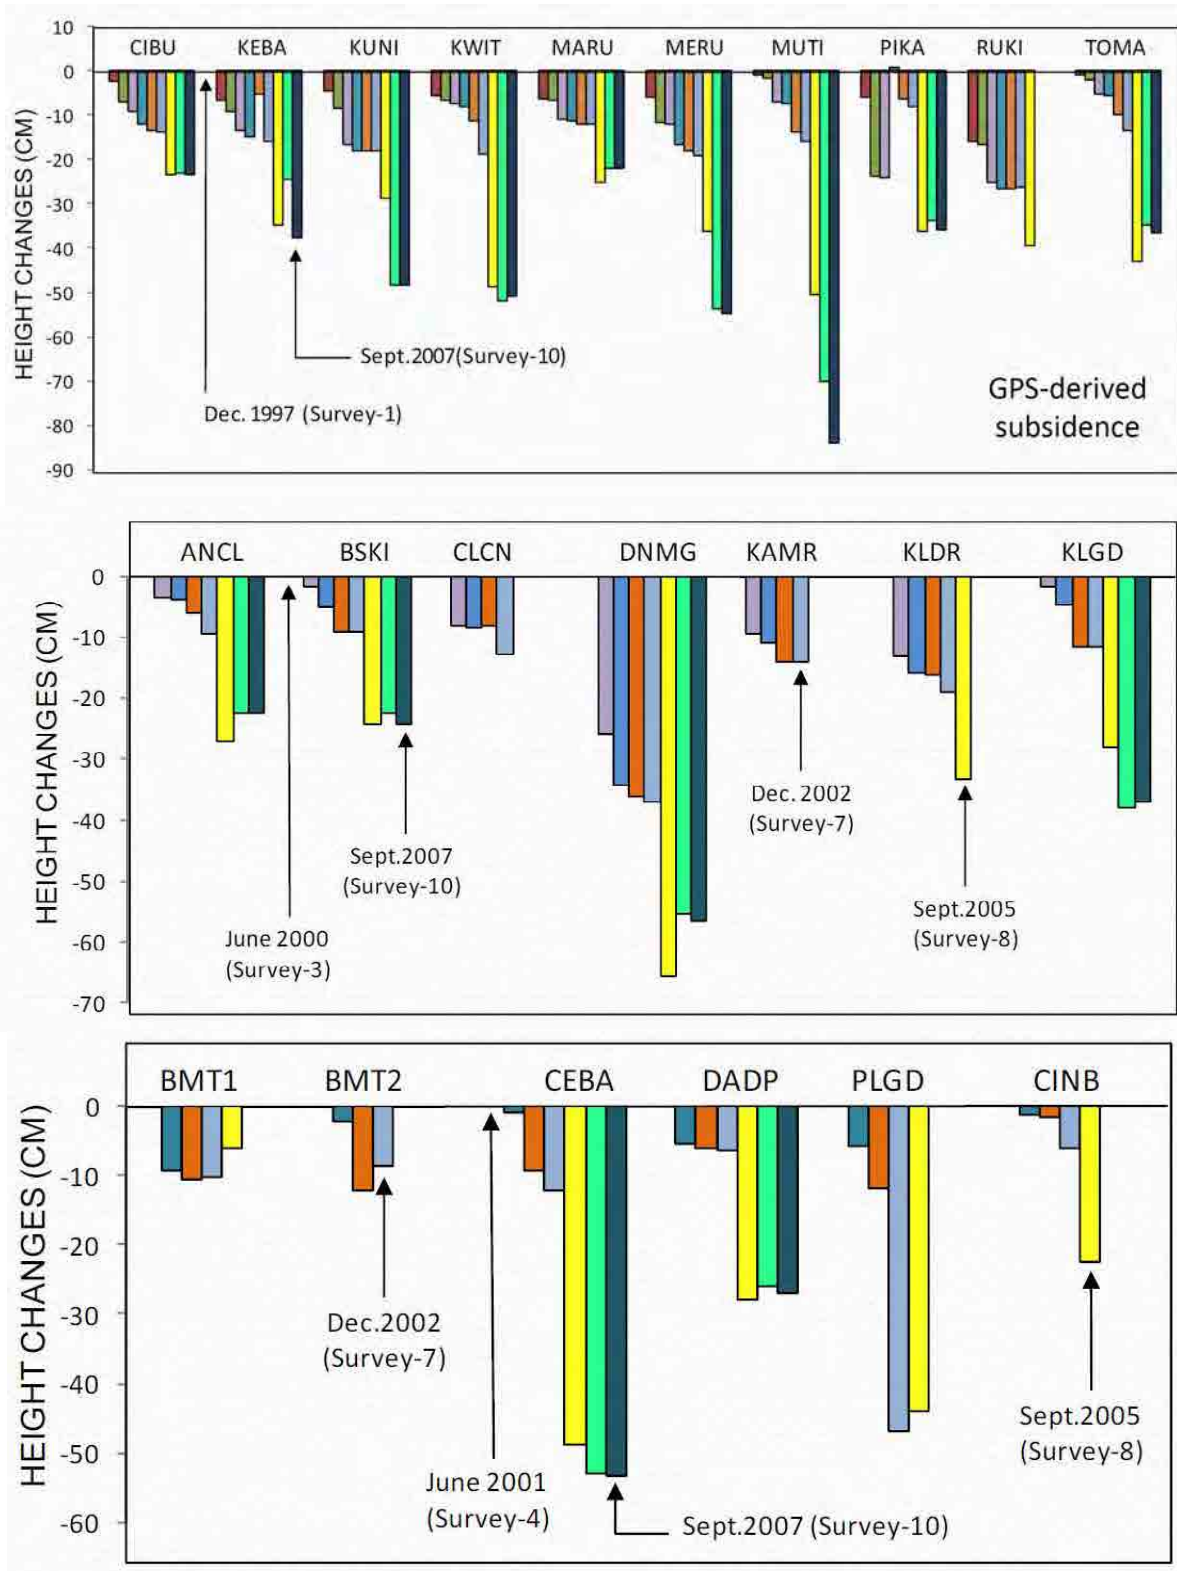 10
CIBU KEBA KUNI KWIT MARU MERU MUTI PIKA RUKI TOMA
0
-10
-20
-30
-40
-50
-60
-70
-80
-90
HEIGHT CHANGES (CM)
Sept.2007(Survey-10)
Dec. 1997 (Survey-1)
GPS-derived
subsidence
ANCL BSKI CLCN DNMG KAMR KLDR KLGD
0
-10
-20
-30
-40
-50
-60
-70
HEIGHT CHANGES (CM)
Dec. 2002
(Survey-7)
Sept.2007
(Survey-10)
Sept.2005
(Survey-8)
June 2000
(Survey-3)
BMT1 BMT2 CEBA DADP PLGD CINB
0
-10
-20
-30
-40
-50
-60
HEIGHT CHANGES (CM)
Dec.2002
(Survey-7)
Sept.2005
(Survey-8)
June 2001
(Survey-4)
Sept.2007 (Survey-10)